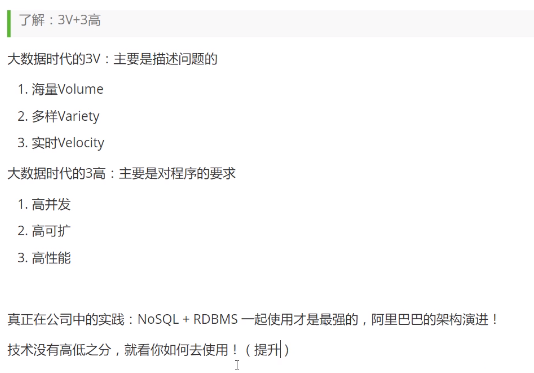 了解：3V+3高
大数据时代的3V：主要是描述问题的
1. 海量Volume
2. 多样Variety
3. 实时Velocity
大数据时代的3高：主要是对程序的要求
1. 高并发
2. 高可扩
3. 高性能
真正在公司中的实践：NoSQL + RDBMS 一起使用才是最强的，阿里巴巴的架构演进！
技术没有高低之分，就看你如何去使用！（提升）